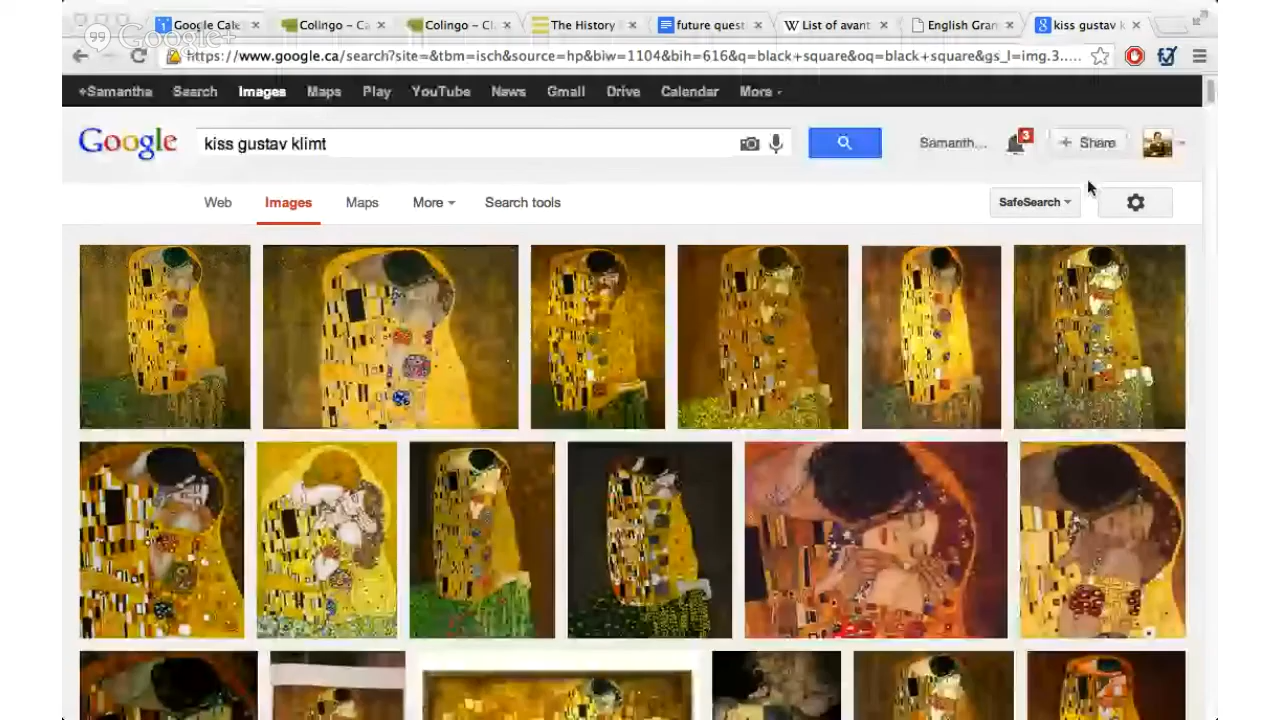 Google Cale
Colingo – Ca
Colingo – Cl
The History
future quest
List of avant
English Gran
kiss gustav k
Google+
https://www.google.ca/search?site=&tbm=isch&source=hp&biw=1104&bih=616&q=black+square&oq=black+square&gs_l=img.3.....
+Samantha Search Images Maps Play YouTube News Gmail Drive Calendar More
Google kiss gustav klimt Samanth... 3 + Share
Web Images Maps More Search tools SafeSearch